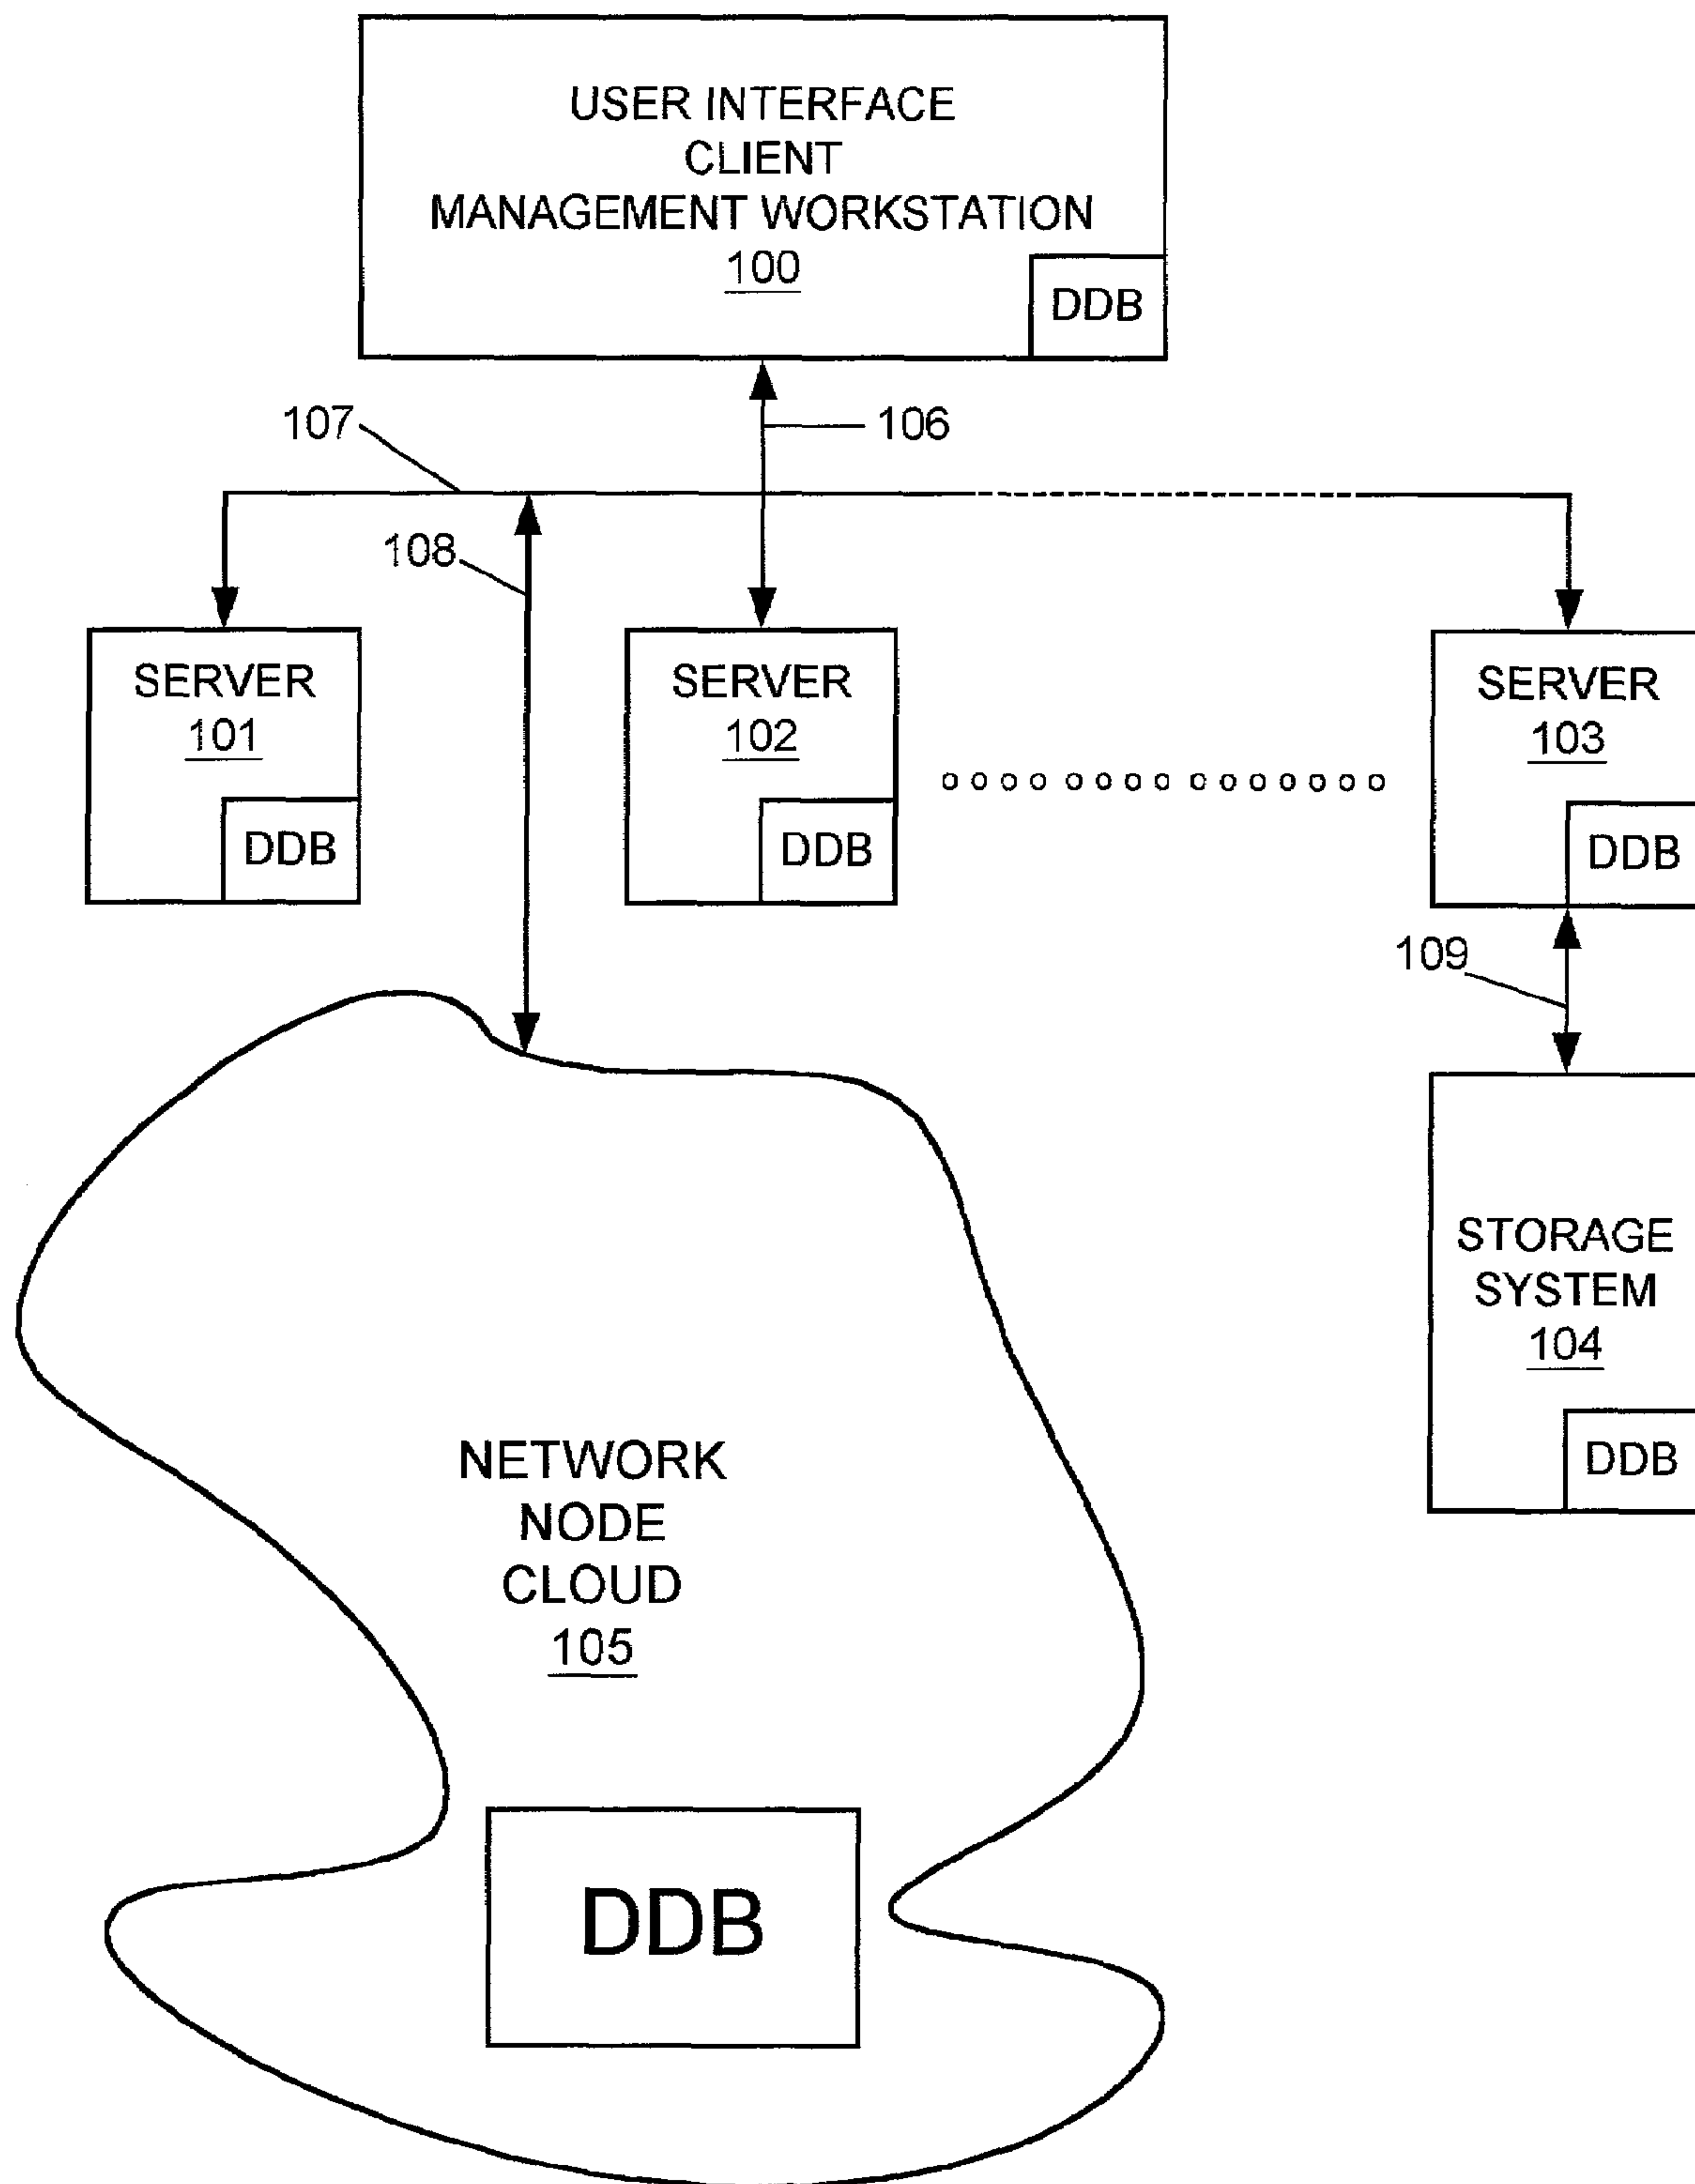 USER INTERFACE
CLIENT
MANAGEMENT WORKSTATION
100
DDB
107
106
108
SERVER
101
DDB
SERVER
102
DDB
SERVER
103
DDB
109
STORAGE
SYSTEM
104
DDB
NETWORK
NODE
CLOUD
105
DDB